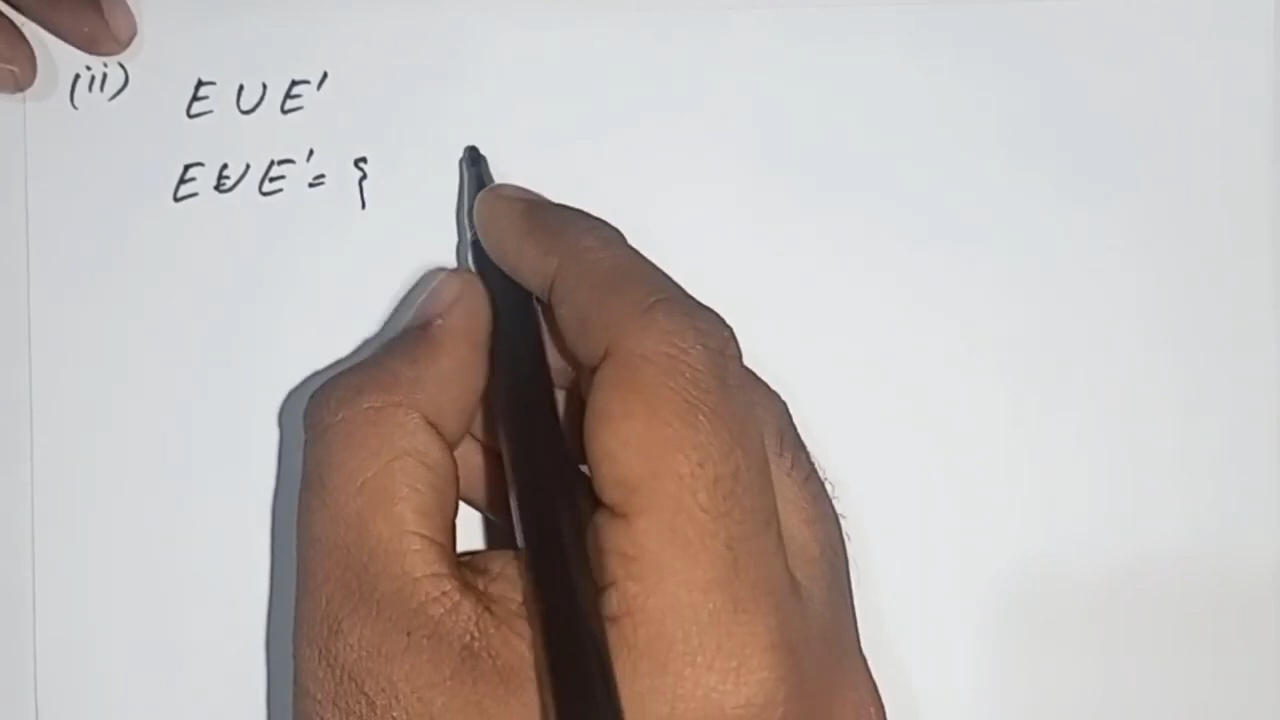 (ii) E ∪ E'
E ∪ E' = {